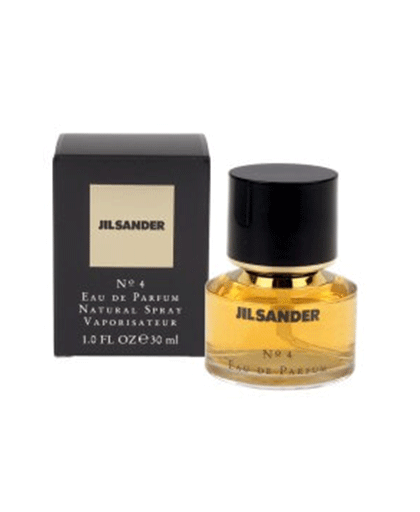 JILSANDER
Nº 4
EAU DE PARFUM
NATURAL SPRAY
VAPORISATEUR
1.0 FL OZ℮30 ml
JILSANDER
Nº 4
EAU DE PARFUM